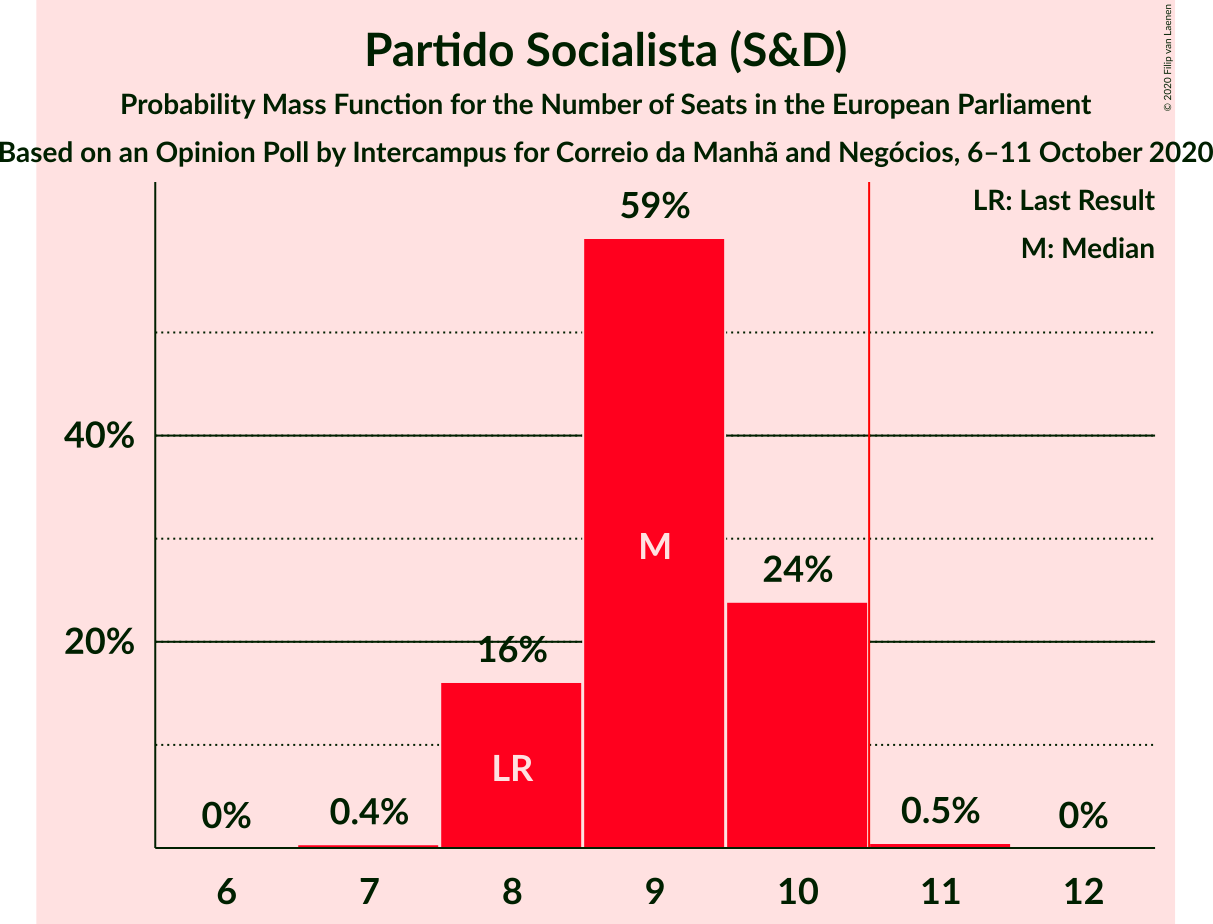 Partido Socialista (S&D)
Probability Mass Function for the Number of Seats in the European Parliament
Based on an Opinion Poll by Intercampus for Correio da Manhã and Negócios, 6–11 October 2020
© 2020 Filip van Laenen
LR: Last Result
M: Median
59%
40%
M
24%
20%
16%
LR
0%
0.4%
0.5%
0%
6 7 8 9 10 11 12